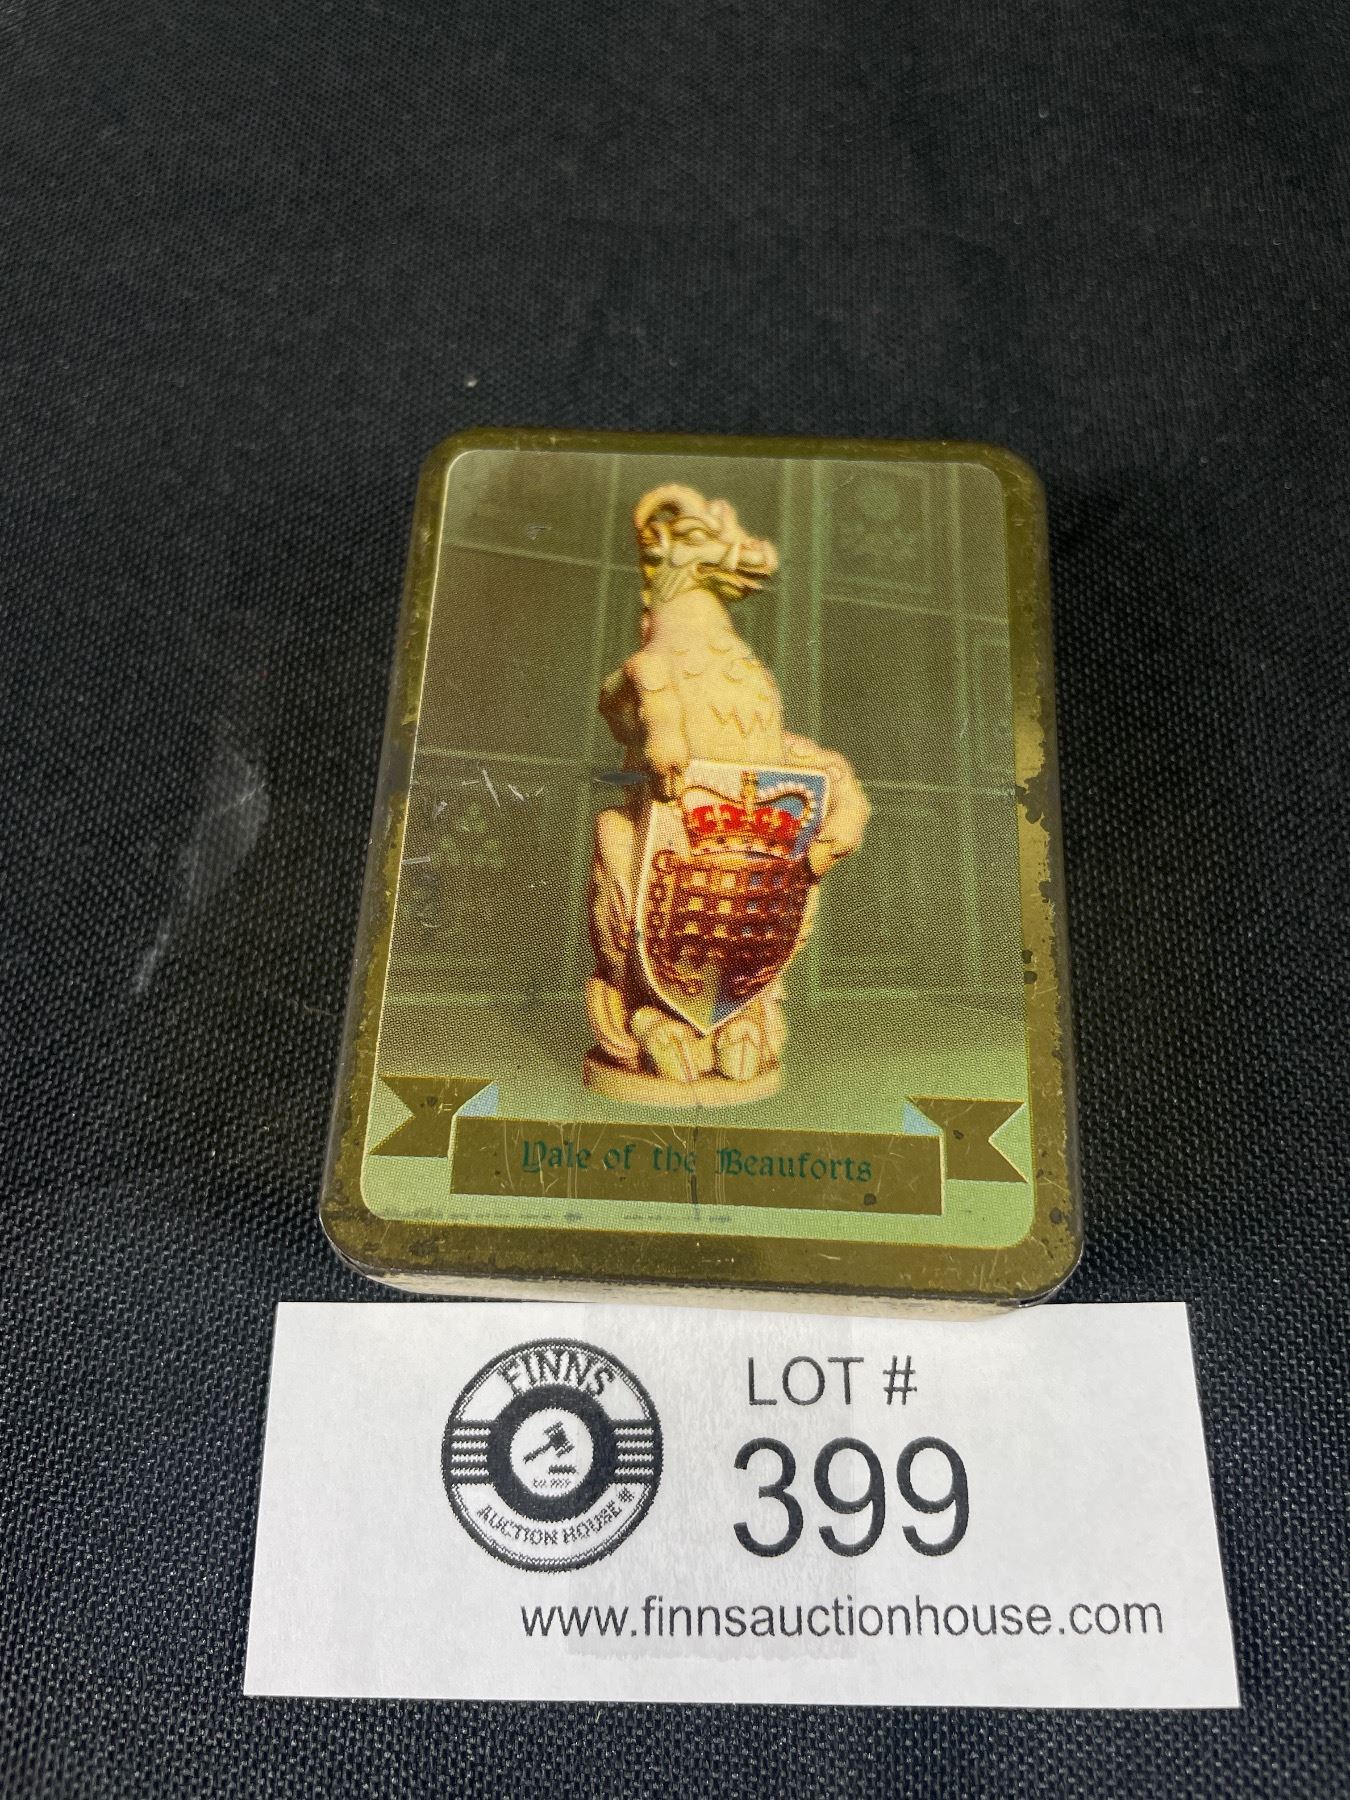 Yale of the Beauforts
FINNS
AUCTION HOUSE
LOT #
399
www.finnsauctionhouse.com